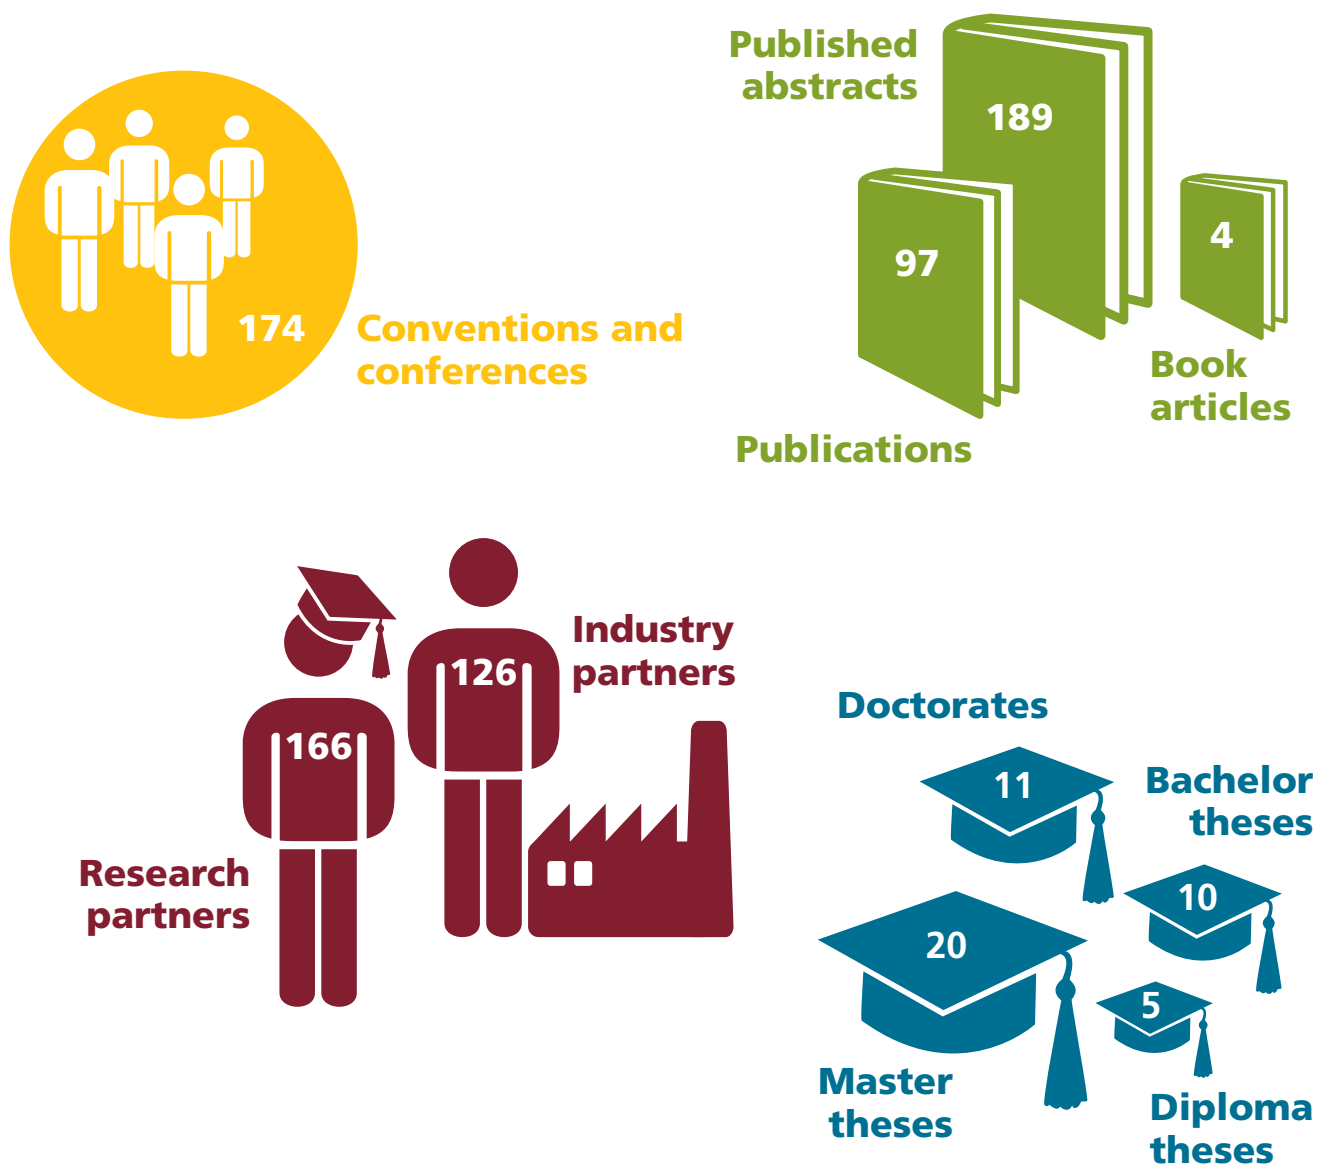 Published
abstracts
189
97
4
Book
articles
Publications
174
Conventions and
conferences
Industry
partners
126
166
Research
partners
Doctorates
11
Bachelor
theses
10
20
5
Master
theses
Diploma
theses